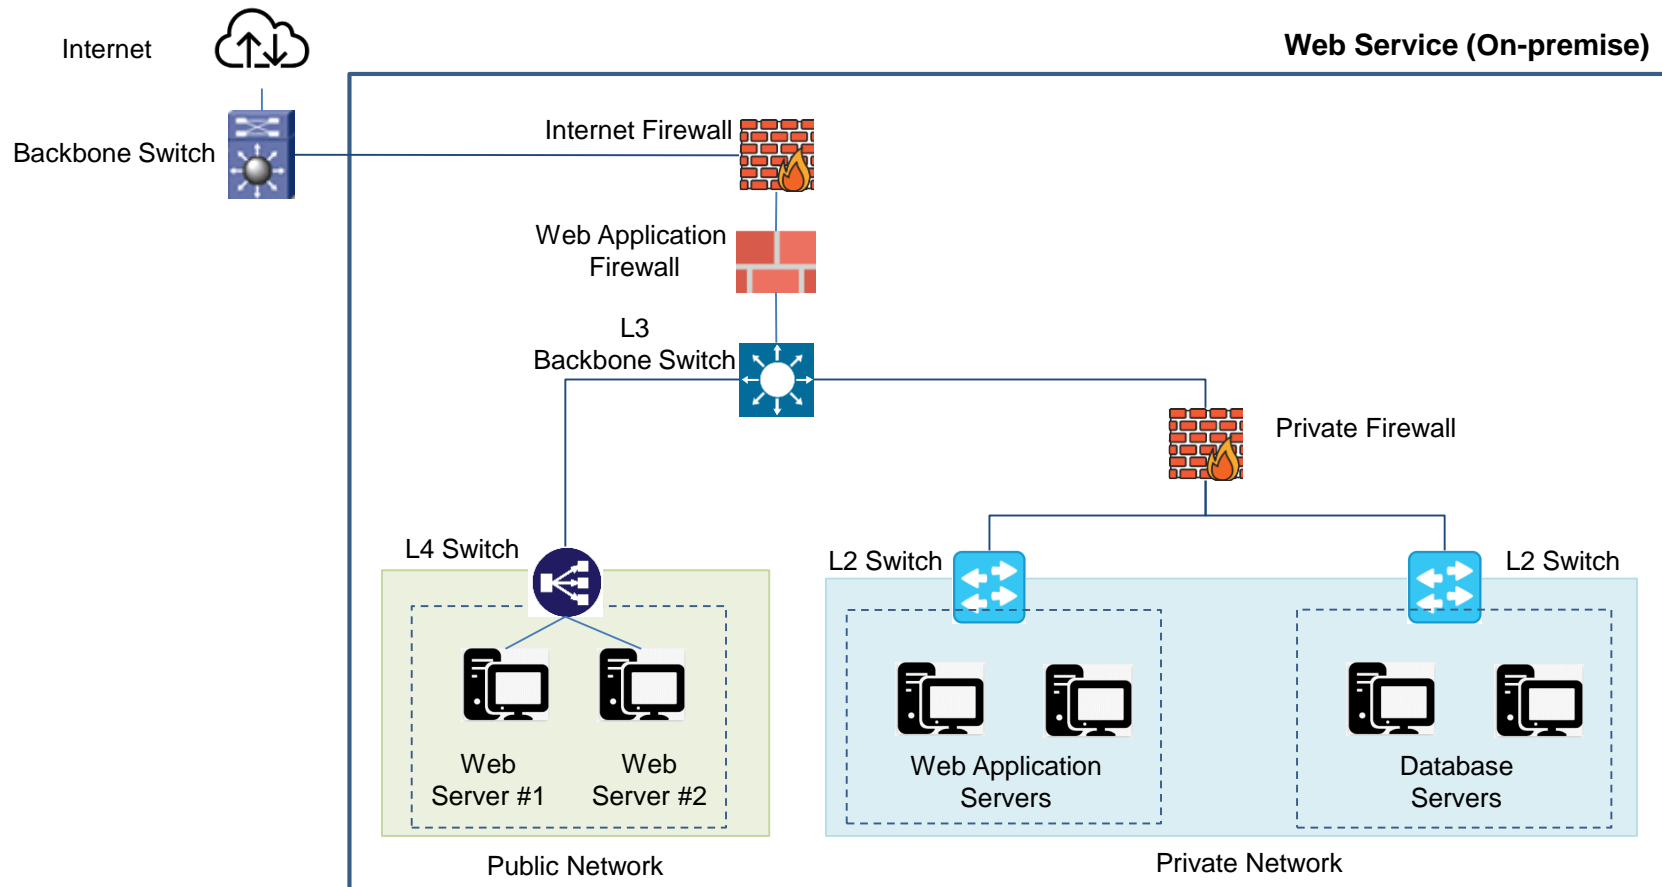 Internet
Web Service (On-premise)
Backbone Switch
Internet Firewall
Web Application
Firewall
L3
Backbone Switch
Private Firewall
L4 Switch
L2 Switch
L2 Switch
Web
Server #1
Web
Server #2
Web Application
Servers
Database
Servers
Public Network
Private Network